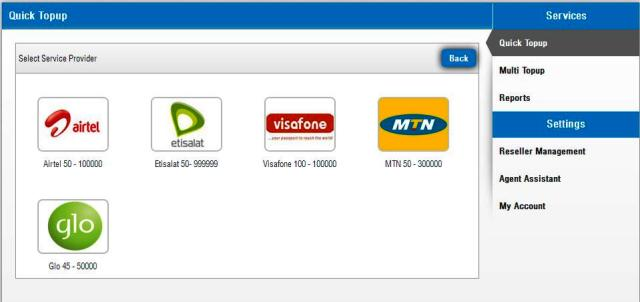 Quick Topup
Services
Select Service Provider
Back
Quick Topup
Multi Topup
Reports
airtel
etisalat
visafone
...your passport to reach the world
MTN
Airtel 50 - 100000
Etisalat 50- 999999
Visafone 100 - 100000
MTN 50 - 300000
Settings
Reseller Management
Agent Assistant
My Account
glo
Glo 45 - 50000